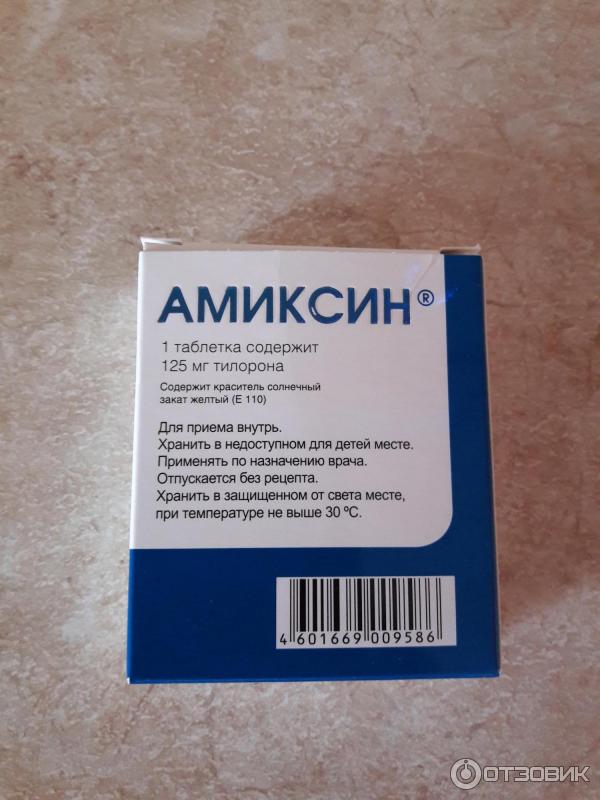 АМИКСИН®
1 таблетка содержит
125 мг тилорона
Содержит краситель солнечный
закат желтый (Е 110)
Для приема внутрь.
Хранить в недоступном для детей месте.
Применять по назначению врача.
Отпускается без рецепта.
Хранить в защищенном от света месте,
при температуре не выше 30 ºС.
4 601669 009586
ОТЗОВИК